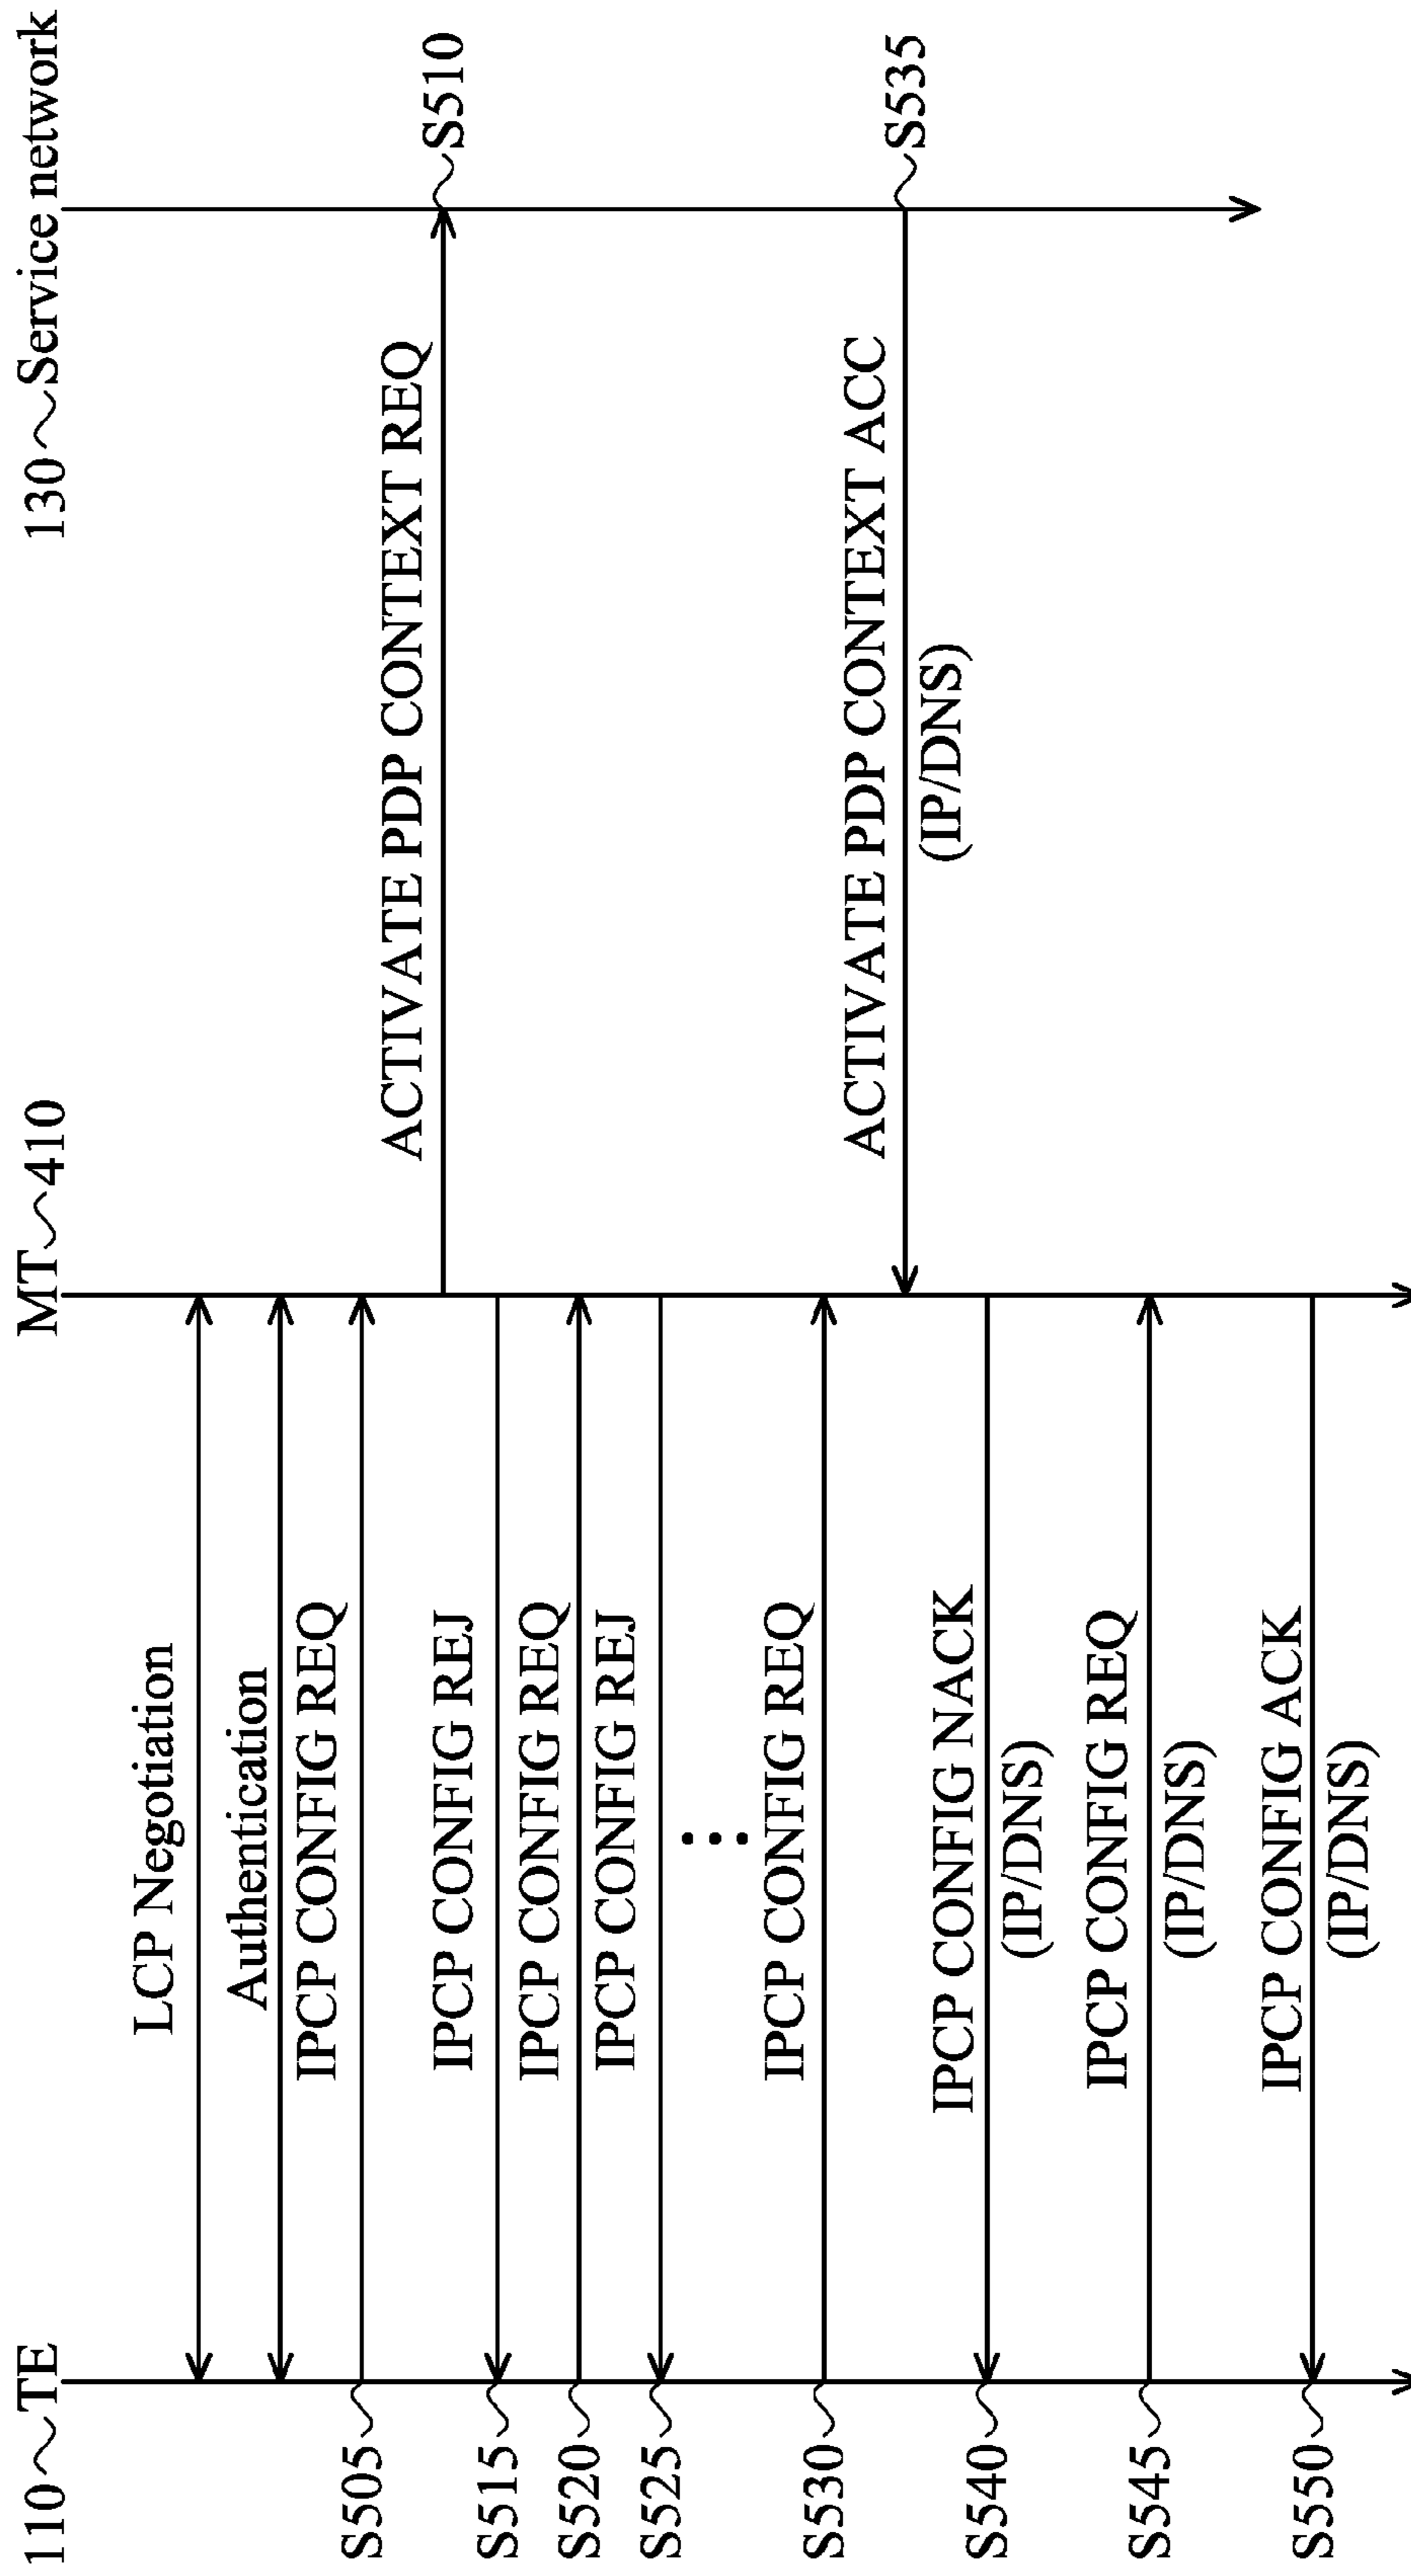 110~TE
MT~410
130~Service network
LCP Negotiation
Authentication
IPCP CONFIG REQ
S505
ACTIVATE PDP CONTEXT REQ
S510
IPCP CONFIG REJ
S515
IPCP CONFIG REQ
S520
IPCP CONFIG REJ
S525
...
IPCP CONFIG REQ
S530
ACTIVATE PDP CONTEXT ACC
(IP/DNS)
S535
IPCP CONFIG NACK
(IP/DNS)
S540
IPCP CONFIG REQ
(IP/DNS)
S545
IPCP CONFIG ACK
(IP/DNS)
S550